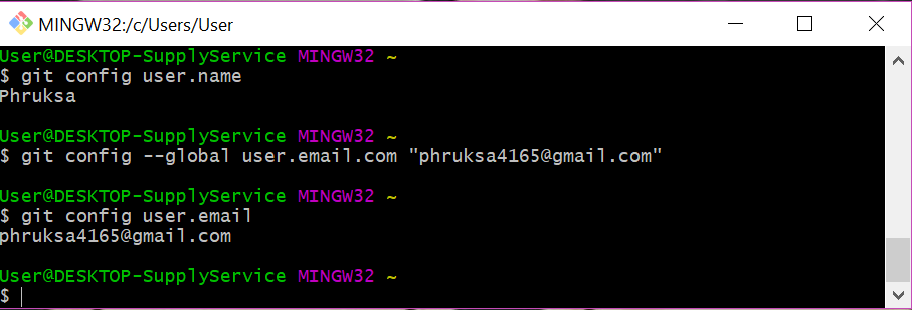 MINGW32:/c/Users/User
User@DESKTOP-SupplyService MINGW32 ~
$ git config user.name
Phruksa
User@DESKTOP-SupplyService MINGW32 ~
$ git config --global user.email.com "phruksa4165@gmail.com"
User@DESKTOP-SupplyService MINGW32 ~
$ git config user.email
phruksa4165@gmail.com
User@DESKTOP-SupplyService MINGW32 ~
$